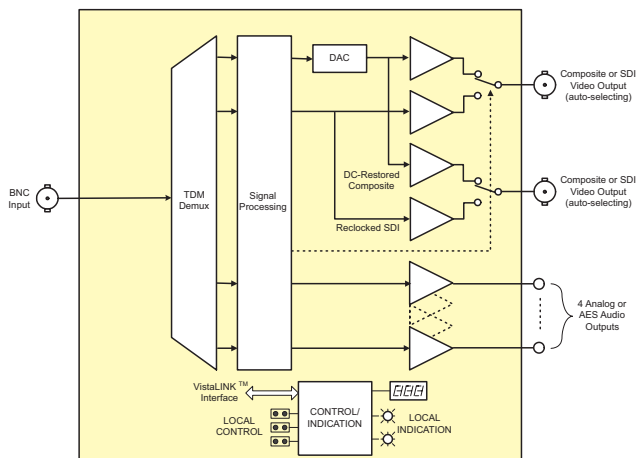 DAC
Composite or SDI
Video Output
(auto-selecting)
DC-Restored
Composite
BNC
Input
TDM
Demux
Signal
Processing
Composite or SDI
Video Output
(auto-selecting)
Reclocked SDI
4 Analog or
AES Audio
Outputs
VistaLINK TM
Interface
CONTROL/
INDICATION
LOCAL
CONTROL
LOCAL
INDICATION